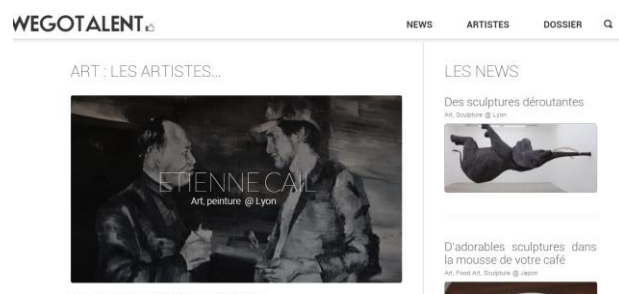 WEGOTALENT
NEWS ARTISTES DOSSIER
ART : LES ARTISTES...
ETIENNE CAIL
Art, peinture @ Lyon
LES NEWS
Des sculptures déroutantes
Art, Sculpture @ Lyon
D'adorables sculptures dans
la mousse de votre café
Art, Food Art, Sculpture @ Japon